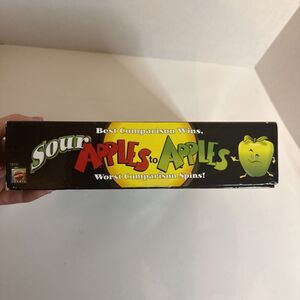 Best Comparison Wins.
Sour APPLES to APPLES
Worst Comparison Spins!